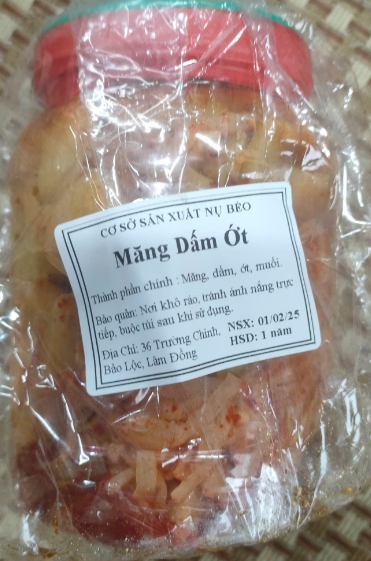 CƠ SỞ SẢN XUẤT NỤ BÈO
Măng Dấm Ớt
Thành phần chính : Măng, dấm, ớt, muối.
Bảo quản: Nơi khô ráo, tránh ánh nắng trực
tiếp, buộc túi sau khi sử dụng.
Địa Chỉ: 36 Trường Chinh,
Bảo Lộc, Lâm Đồng
NSX: 01/02/25
HSD: 1 năm